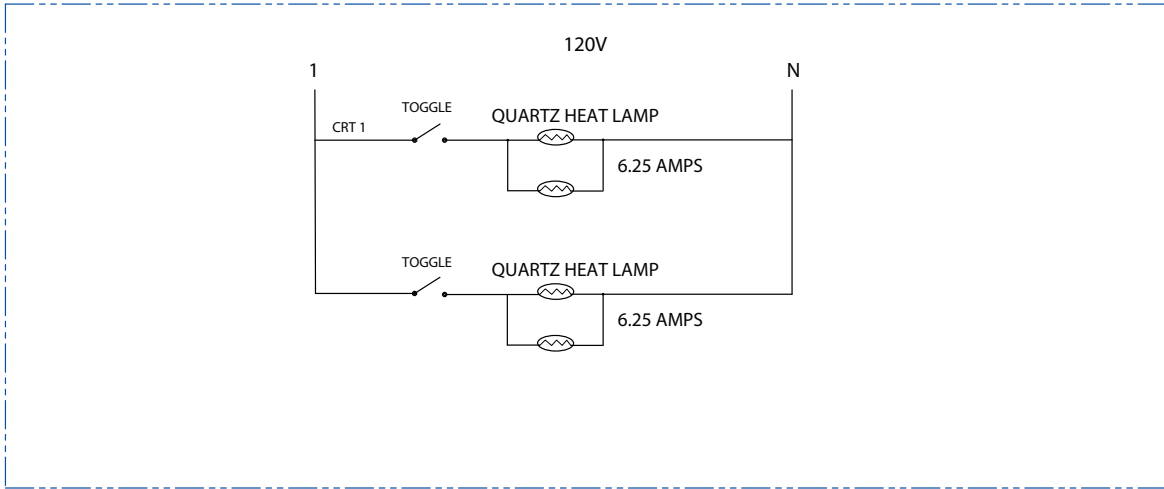 120V
1
N
TOGGLE
QUARTZ HEAT LAMP
CRT 1
6.25 AMPS
TOGGLE
QUARTZ HEAT LAMP
6.25 AMPS